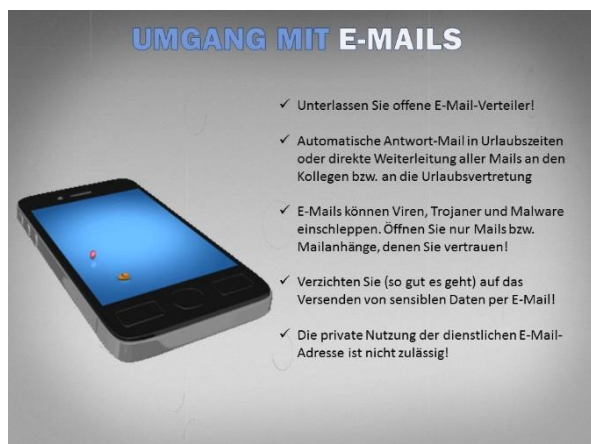 UMGANG MIT E-MAILS
✓ Unterlassen Sie offene E-Mail-Verteiler!
✓ Automatische Antwort-Mail in Urlaubszeiten
oder direkte Weiterleitung aller Mails an den
Kollegen bzw. an die Urlaubsvertretung
✓ E-Mails können Viren, Trojaner und Malware
einschleppen. Öffnen Sie nur Mails bzw.
Mailanhänge, denen Sie vertrauen!
✓ Verzichten Sie (so gut es geht) auf das
Versenden von sensiblen Daten per E-Mail!
✓ Die private Nutzung der dienstlichen E-Mail-
Adresse ist nicht zulässig!